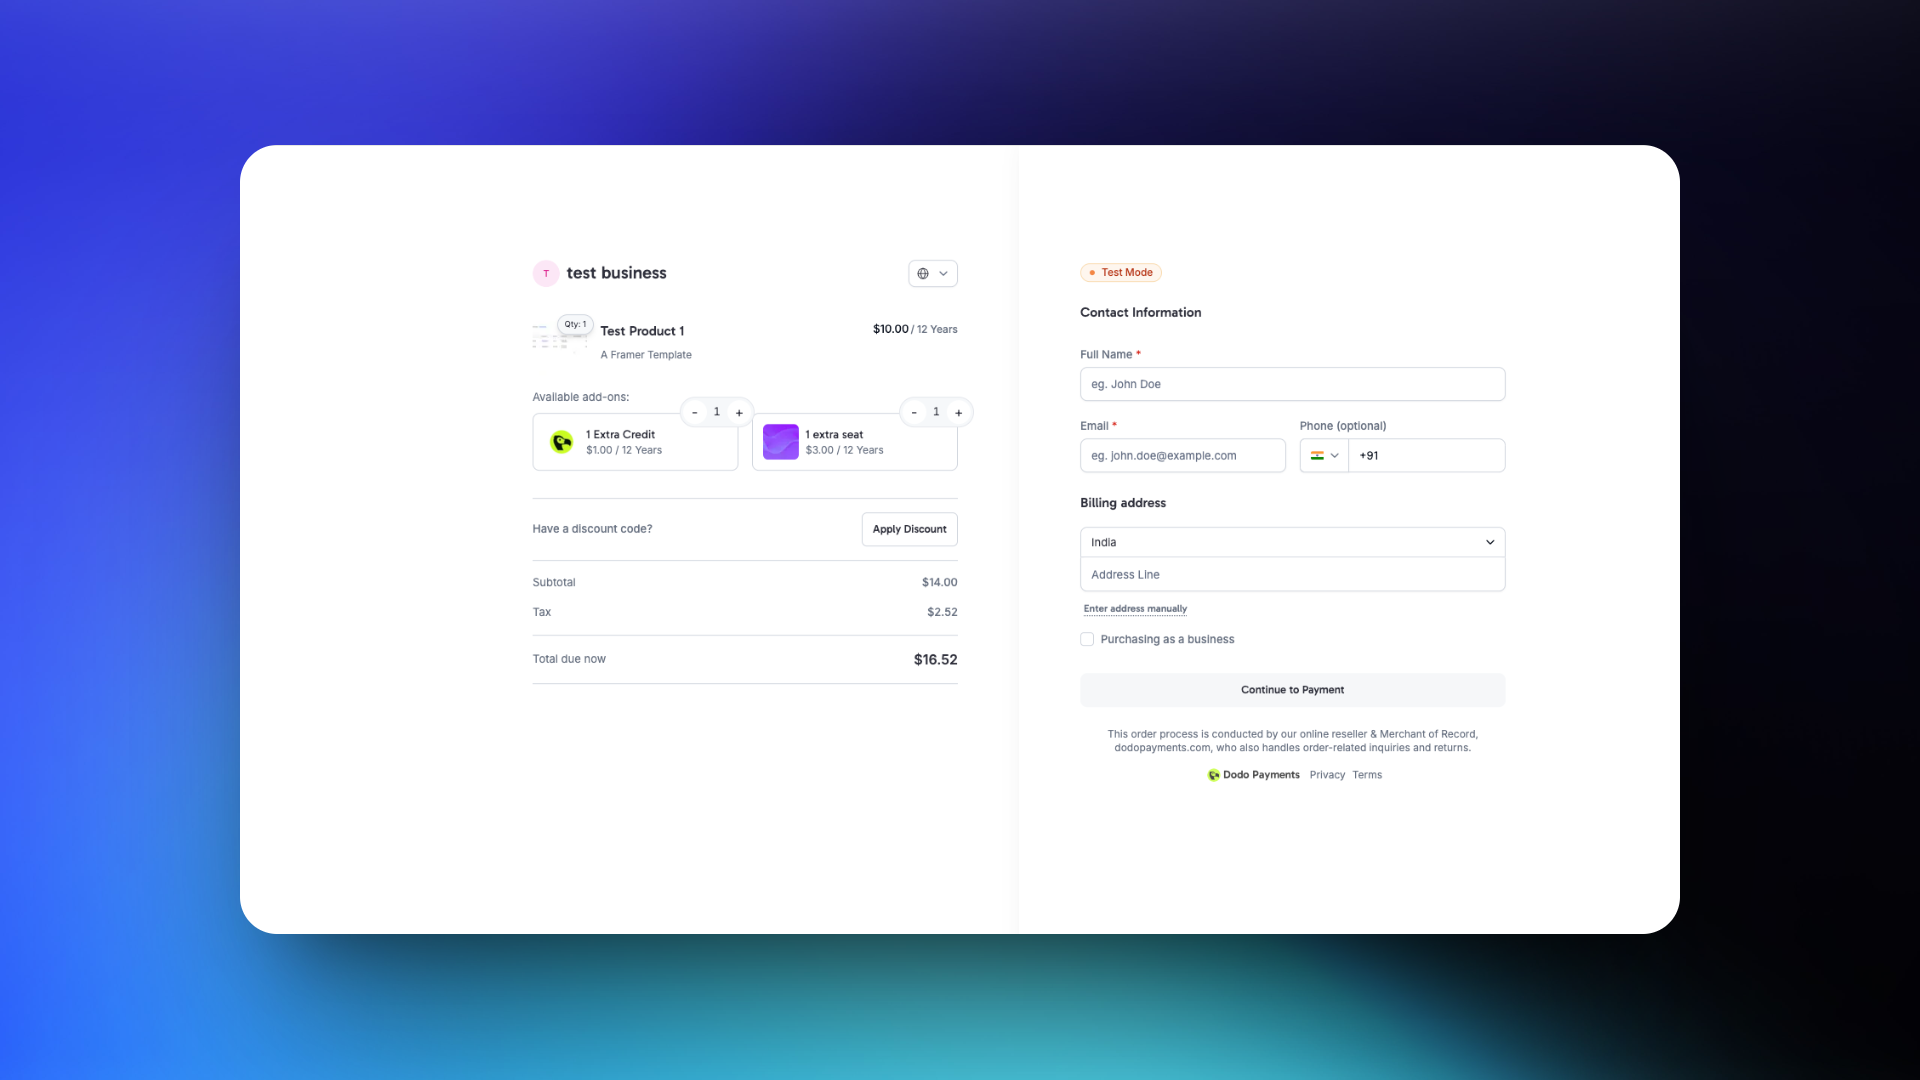 T test business
Qty: 1
Test Product 1
$10.00 / 12 Years
A Framer Template
Available add-ons:
- 1 +
- 1 +
1 Extra Credit
$1.00 / 12 Years
1 extra seat
$3.00 / 12 Years
Have a discount code?
Apply Discount
Subtotal $14.00
Tax $2.52
Total due now $16.52
Test Mode
Contact Information
Full Name *
eg. John Doe
Email *
eg. john.doe@example.com
Phone (optional)
+91
Billing address
India
Address Line
Enter address manually
Purchasing as a business
Continue to Payment
This order process is conducted by our online reseller & Merchant of Record,
dodopayments.com, who also handles order-related inquiries and returns.
Dodo Payments Privacy Terms